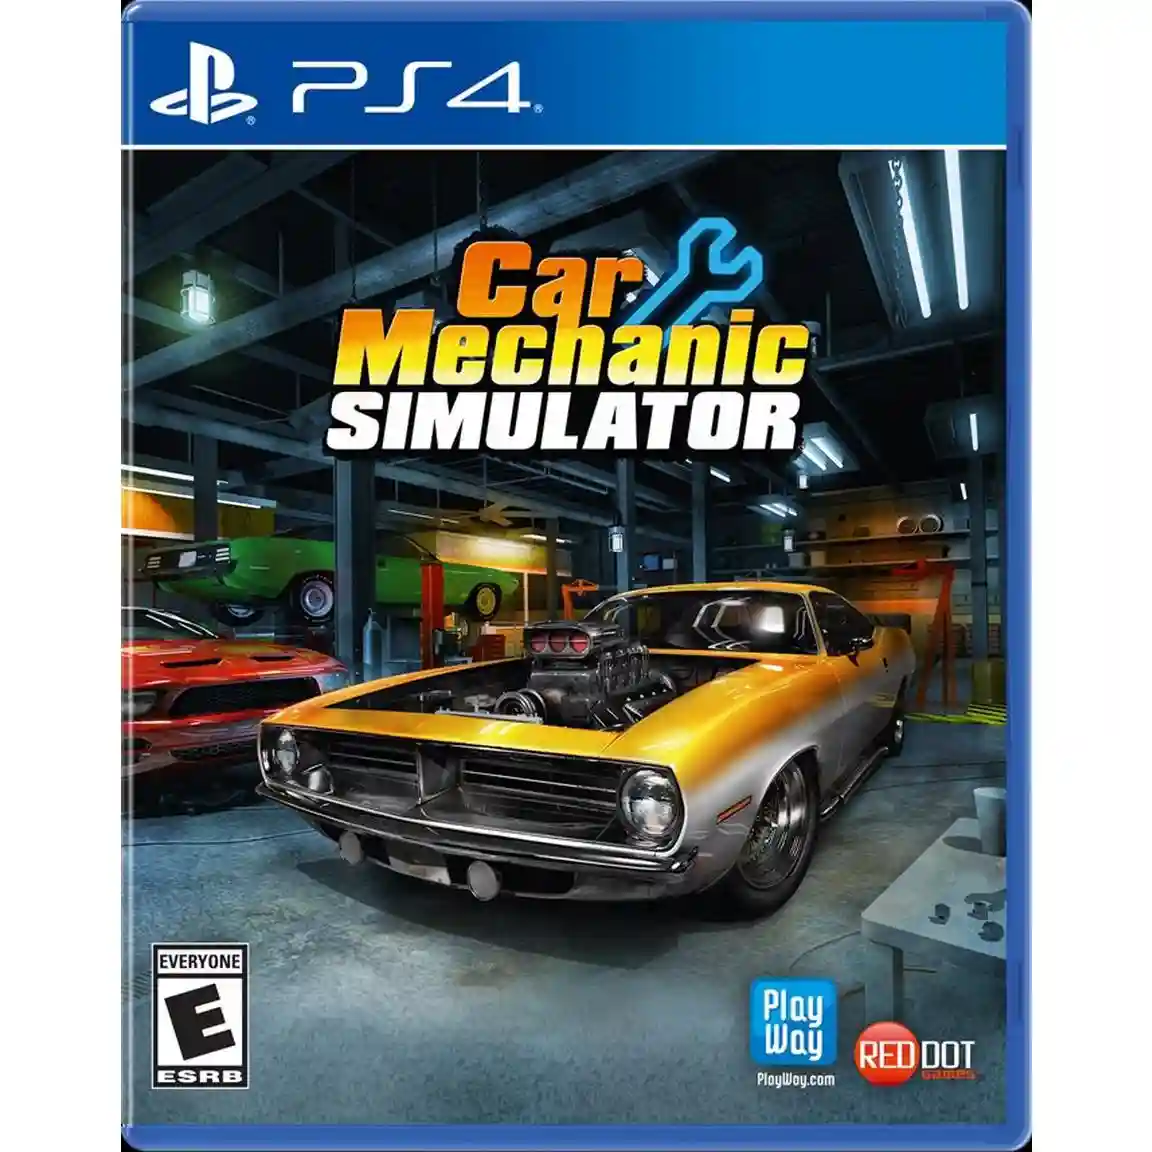 PS4
Car
Mechanic
SIMULATOR
EVERYONE
E
ESRB
Play
Way
PlayWay.com
RED DOT